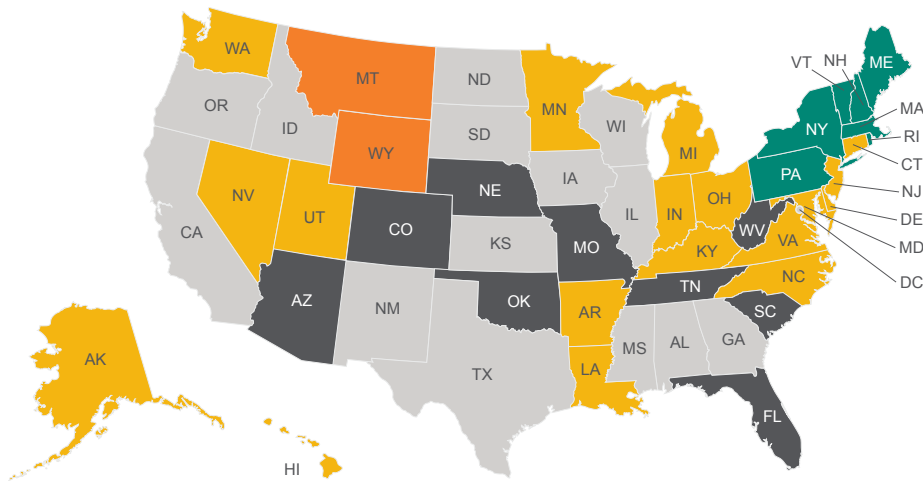 WA
MT
ND
MN
VT
NH
ME
OR
ID
SD
WI
MI
NY
MA
RI
CT
WY
NE
IA
PA
NJ
NV
UT
CO
KS
MO
IL
IN
OH
WV
VA
DE
MD
DC
CA
KY
AZ
NM
OK
AR
TN
NC
SC
AK
TX
LA
MS
AL
GA
FL
HI